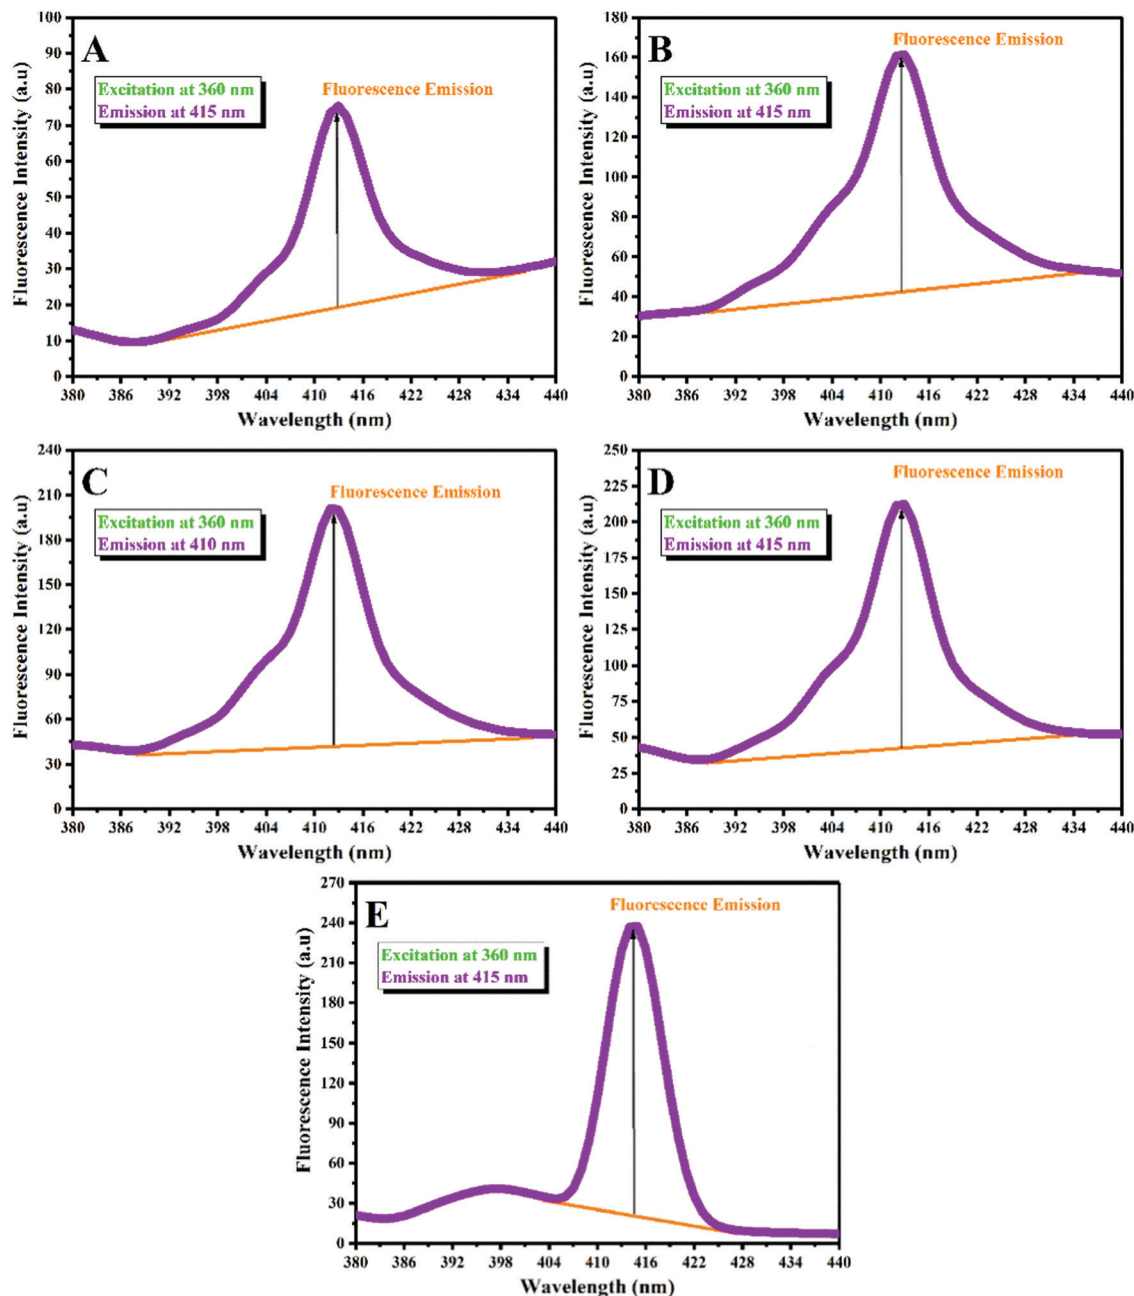 A
Fluorescence Emission
Excitation at 360 nm
Emission at 415 nm
Fluorescence Intensity (a.u)
100
90
80
70
60
50
40
30
20
10
0
380 386 392 398 404 410 416 422 428 434 440
Wavelength (nm)
B
Fluorescence Emission
Excitation at 360 nm
Emission at 415 nm
Fluorescence Intensity (a.u)
180
160
140
120
100
80
60
40
20
0
380 386 392 398 404 410 416 422 428 434 440
Wavelength (nm)
C
Fluorescence Emission
Excitation at 360 nm
Emission at 410 nm
Fluorescence Intensity (a.u)
240
210
180
150
120
90
60
30
0
380 386 392 398 404 410 416 422 428 434 440
Wavelength (nm)
D
Fluorescence Emission
Excitation at 360 nm
Emission at 415 nm
Fluorescence Intensity (a.u)
250
225
200
175
150
125
100
75
50
25
0
380 386 392 398 404 410 416 422 428 434 440
Wavelength (nm)
E
Fluorescence Emission
Excitation at 360 nm
Emission at 415 nm
Fluorescence Intensity (a.u)
270
240
210
180
150
120
90
60
30
0
380 386 392 398 404 410 416 422 428 434 440
Wavelength (nm)